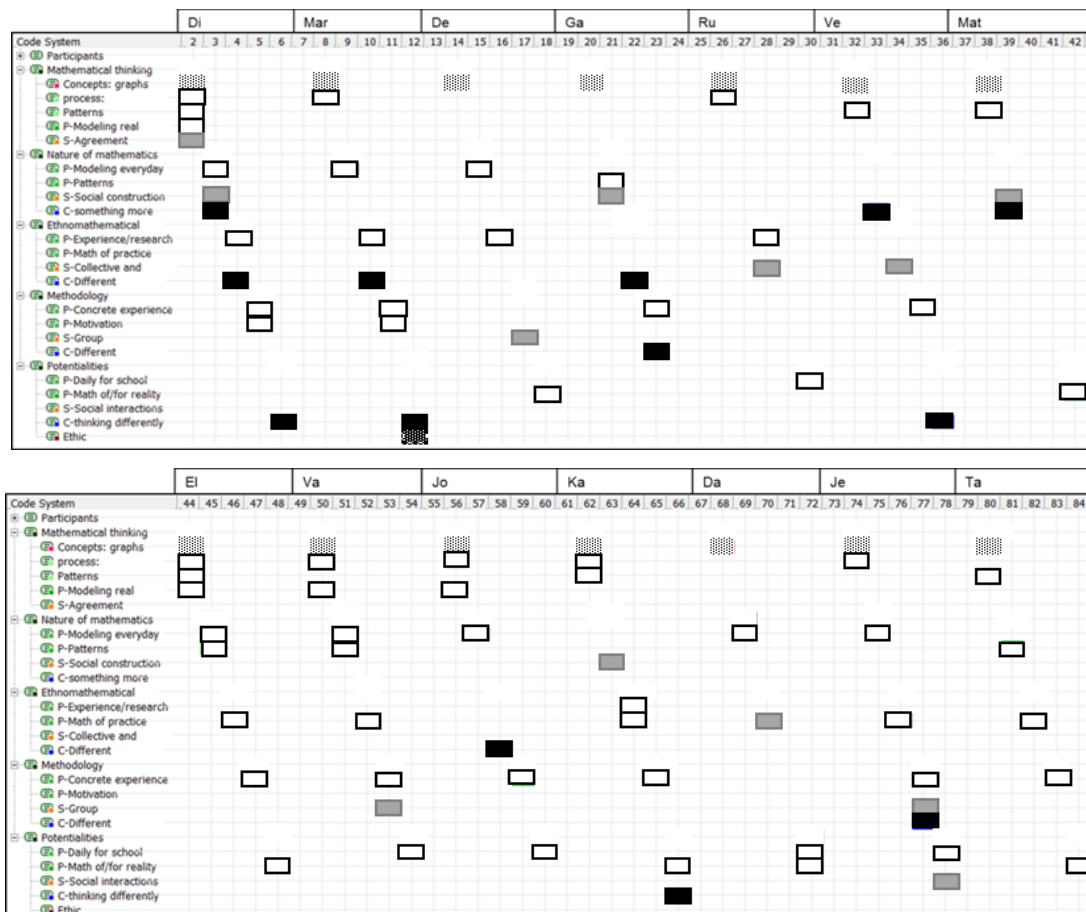 Di Mar De Ga Ru Ve Mat
Code System 2 3 4 5 6 7 8 9 10 11 12 13 14 15 16 17 18 19 20 21 22 23 24 25 26 27 28 29 30 31 32 33 34 35 36 37 38 39 40 41 42
Participants
Mathematical thinking
Concepts: graphs
process:
Patterns
P-Modeling real
S-Agreement
Nature of mathematics
P-Modeling everyday
P-Patterns
S-Social construction
C-something more
Ethnomathematical
P-Experience/research
P-Math of practice
S-Collective and
C-Different
Methodology
P-Concrete experience
P-Motivation
S-Group
C-Different
Potentialities
P-Daily for school
P-Math of/for reality
S-Social interactions
C-thinking differently
Ethic
El Va Jo Ka Da Je Ta
Code System 44 45 46 47 48 49 50 51 52 53 54 55 56 57 58 59 60 61 62 63 64 65 66 67 68 69 70 71 72 73 74 75 76 77 78 79 80 81 82 83 84
Participants
Mathematical thinking
Concepts: graphs
process:
Patterns
P-Modeling real
S-Agreement
Nature of mathematics
P-Modeling everyday
P-Patterns
S-Social construction
C-something more
Ethnomathematical
P-Experience/research
P-Math of practice
S-Collective and
C-Different
Methodology
P-Concrete experience
P-Motivation
S-Group
C-Different
Potentialities
P-Daily for school
P-Math of/for reality
S-Social interactions
C-thinking differently
Ethic